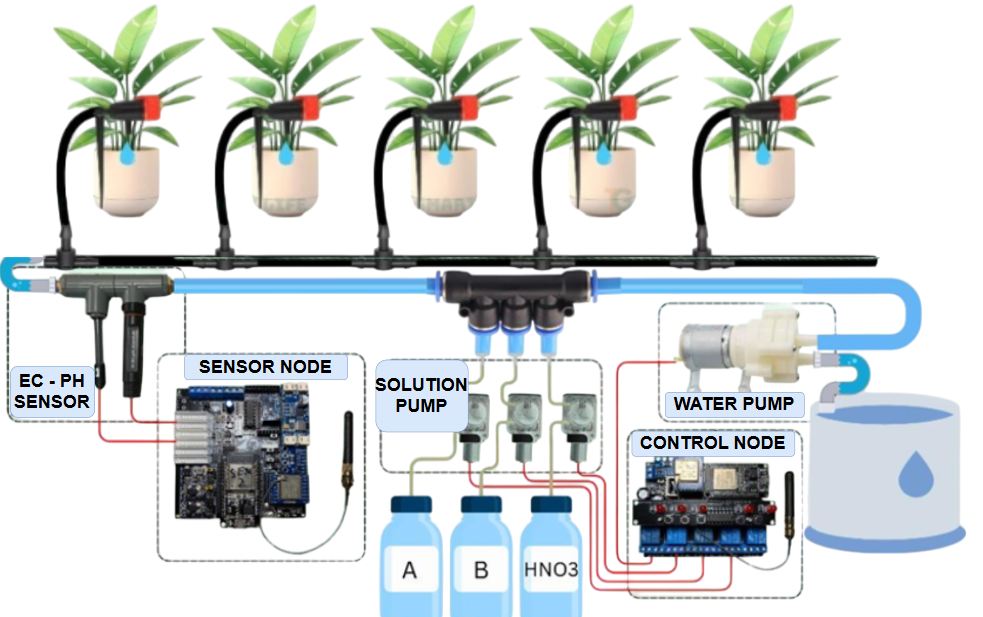 EC - PH
SENSOR
SENSOR NODE
SOLUTION
PUMP
WATER PUMP
CONTROL NODE
A
B
HNO3